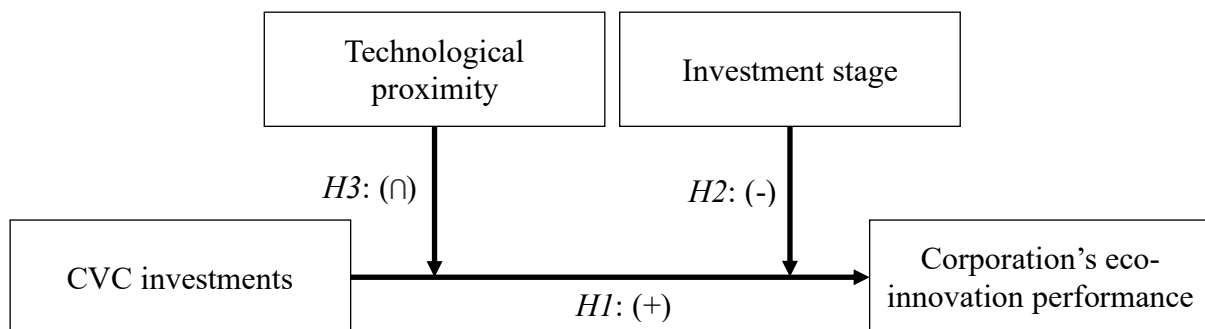 Technological
proximity
Investment stage
H3: (∩)
H2: (-)
CVC investments
H1: (+)
Corporation’s eco-
innovation performance